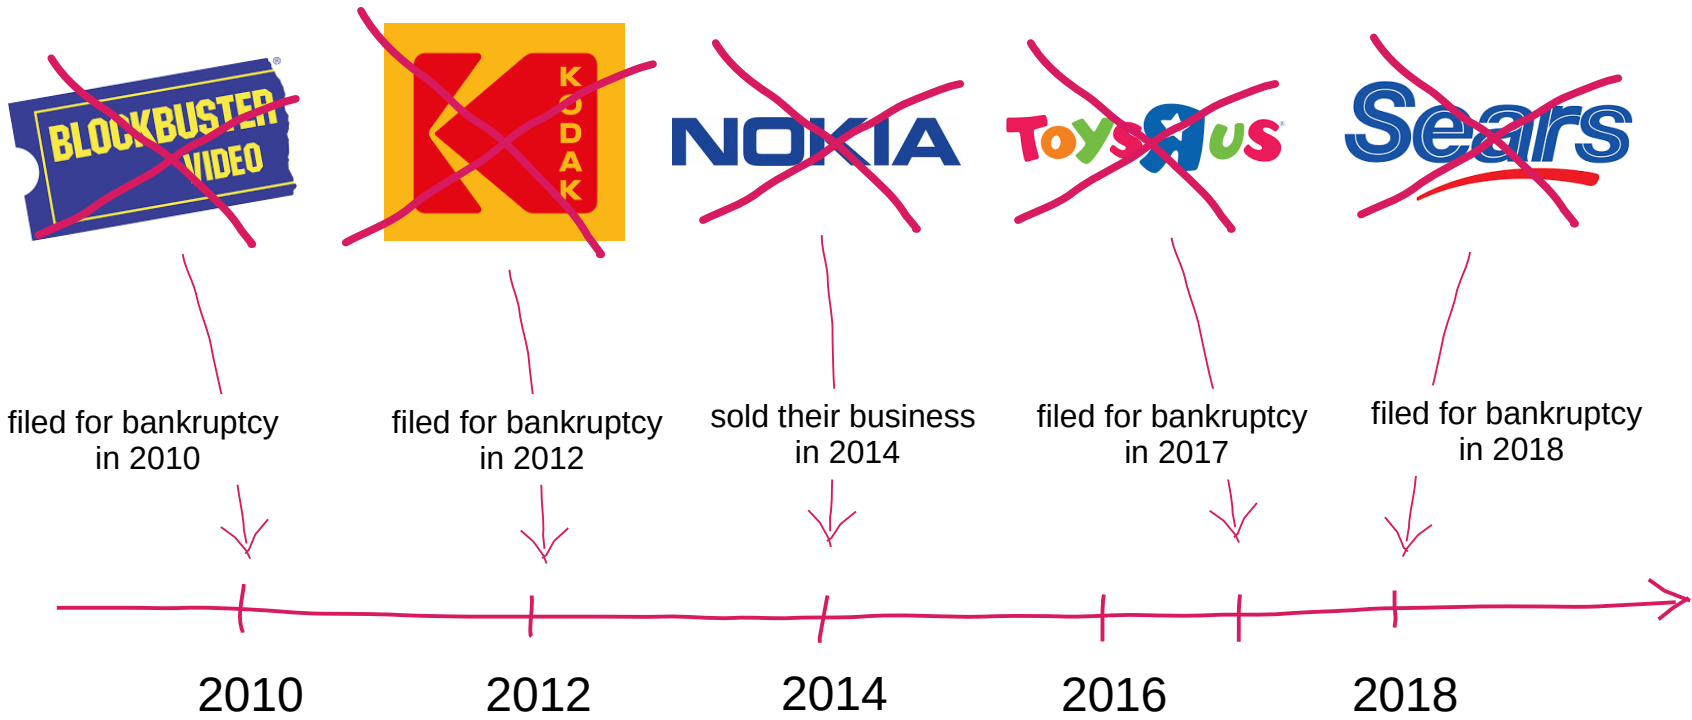 BLOCKBUSTER®
VIDEO
KODAK
NOKIA
TOYS R US®
Sears
filed for bankruptcy
in 2010
filed for bankruptcy
in 2012
sold their business
in 2014
filed for bankruptcy
in 2017
filed for bankruptcy
in 2018
2010
2012
2014
2016
2018